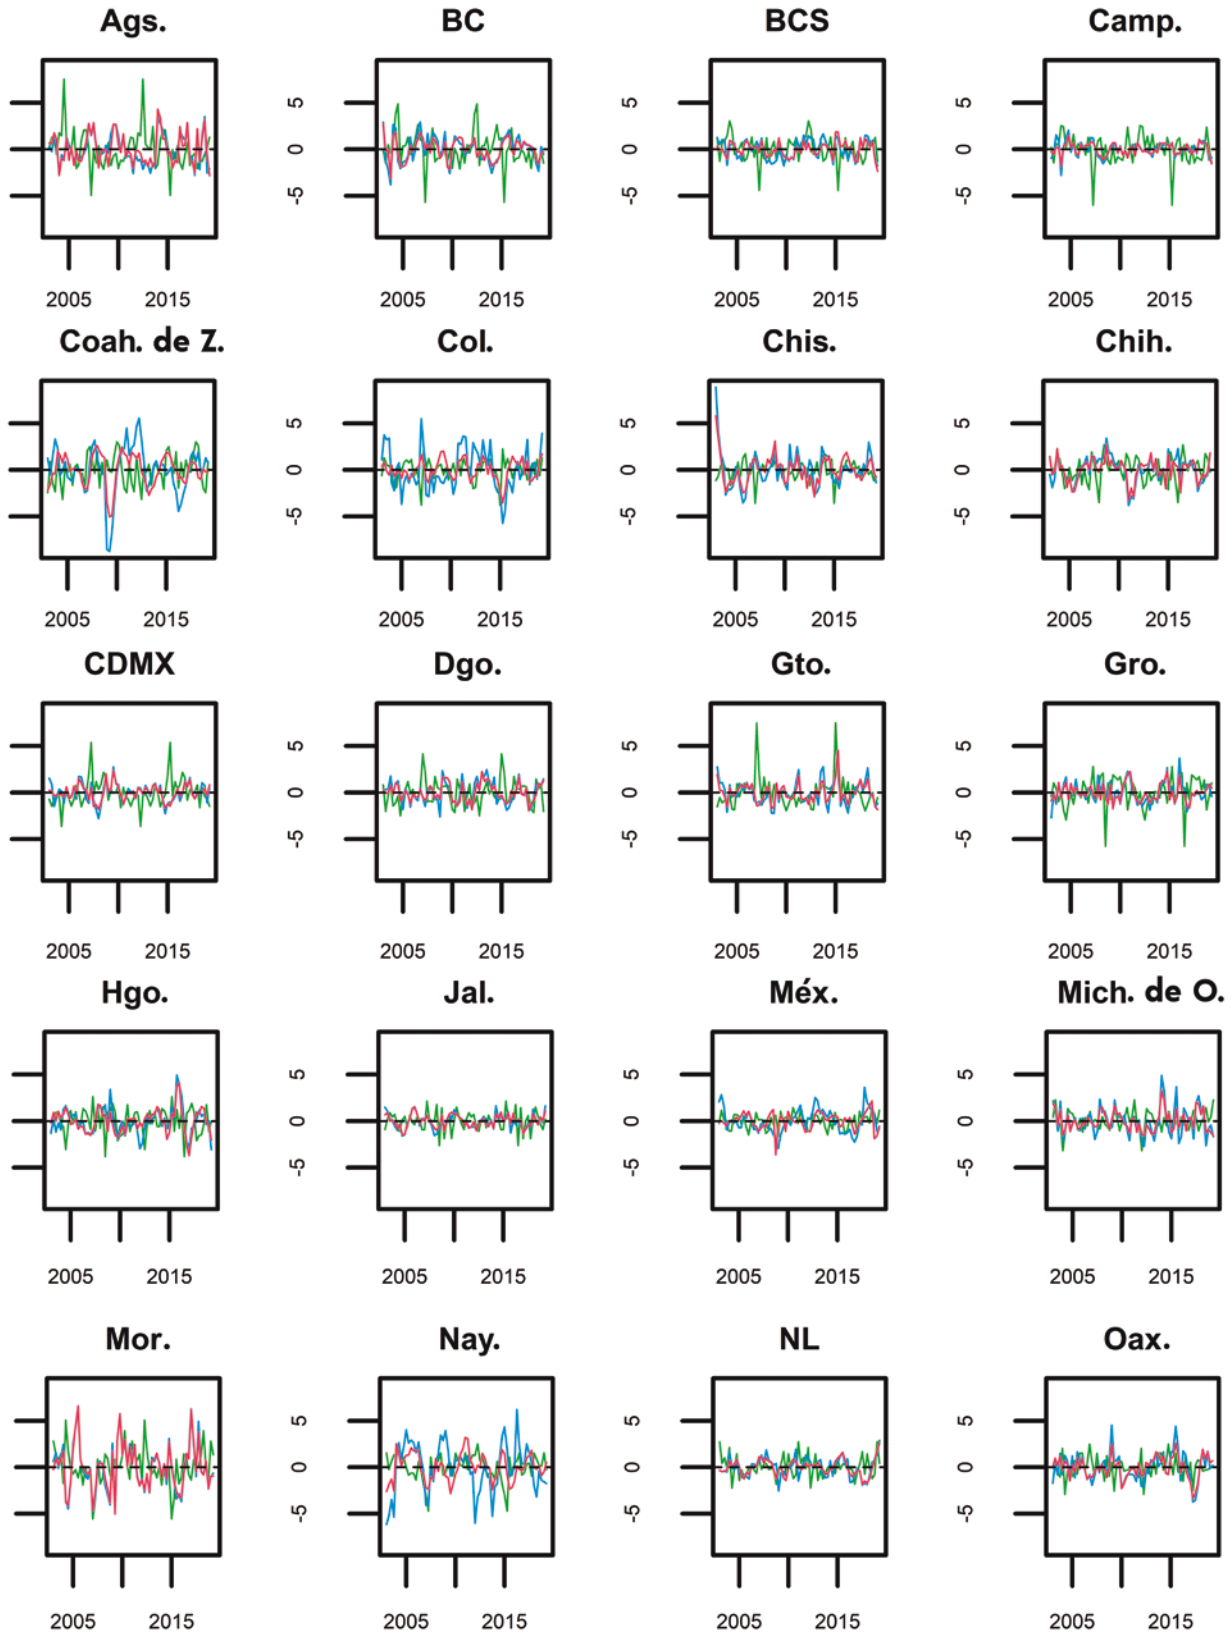 Ags. BC BCS Camp.
5 5 5
0 0 0
-5 -5 -5
2005 2015 2005 2015 2005 2015 2005 2015
Coah. de Z. Col. Chis. Chih.
5 5 5
0 0 0
-5 -5 -5
2005 2015 2005 2015 2005 2015 2005 2015
CDMX Dgo. Gto. Gro.
5 5 5
0 0 0
-5 -5 -5
2005 2015 2005 2015 2005 2015 2005 2015
Hgo. Jal. Méx. Mich. de O.
5 5 5
0 0 0
-5 -5 -5
2005 2015 2005 2015 2005 2015 2005 2015
Mor. Nay. NL Oax.
5 5 5
0 0 0
-5 -5 -5
2005 2015 2005 2015 2005 2015 2005 2015